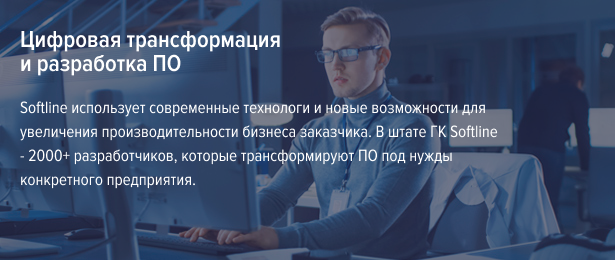 Цифровая трансформация
и разработка ПО
Softline использует современные технологи и новые возможности для
увеличения производительности бизнеса заказчика. В штате ГК Softline
- 2000+ разработчиков, которые трансформируют ПО под нужды
конкретного предприятия.